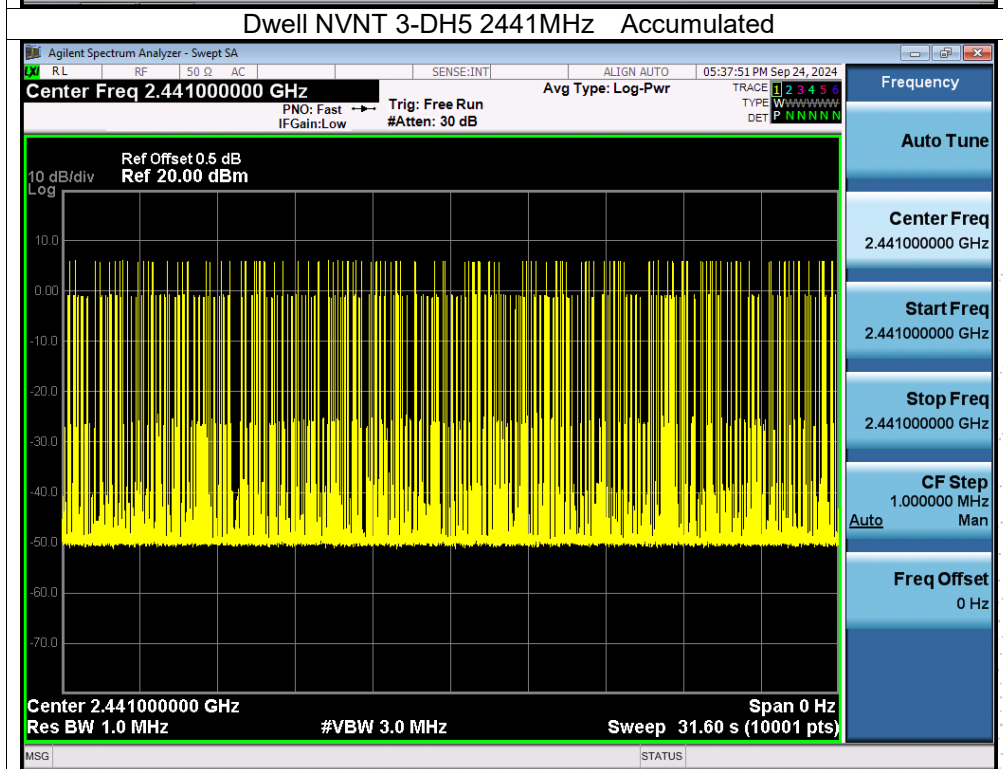 Dwell NVNT 3-DH5 2441MHz Accumulated
Agilent Spectrum Analyzer - Swept SA
LXI RL RF 50 Ω AC SENSE:INT ALIGN AUTO 05:37:51 PM Sep 24, 2024
Center Freq 2.441000000 GHz
PNO: Fast
IFGain:Low
Trig: Free Run
#Atten: 30 dB
Avg Type: Log-Pwr
TRACE 1 2 3 4 5 6
TYPE WWWWWWW
DET P N N N N N
Ref Offset 0.5 dB
10 dB/div Ref 20.00 dBm
Log
10.0
0.00
-10.0
-20.0
-30.0
-40.0
-50.0
-60.0
-70.0
Center 2.441000000 GHz Span 0 Hz
Res BW 1.0 MHz #VBW 3.0 MHz Sweep 31.60 s (10001 pts)
MSG STATUS
Frequency
Auto Tune
Center Freq
2.441000000 GHz
Start Freq
2.441000000 GHz
Stop Freq
2.441000000 GHz
CF Step
1.000000 MHz
Auto Man
Freq Offset
0 Hz